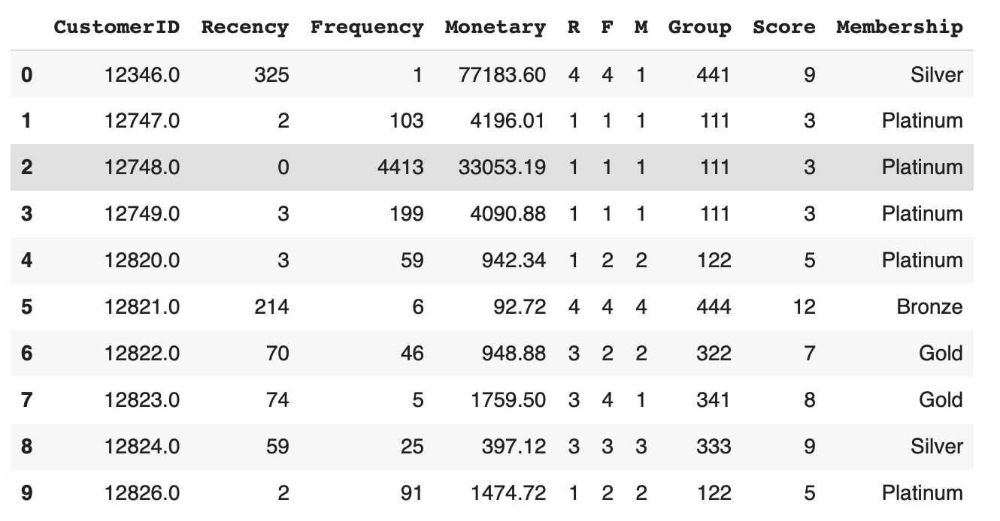 CustomerID Recency Frequency Monetary R F M Group Score Membership
0 12346.0 325 1 77183.60 4 4 1 441 9 Silver
1 12747.0 2 103 4196.01 1 1 1 111 3 Platinum
2 12748.0 0 4413 33053.19 1 1 1 111 3 Platinum
3 12749.0 3 199 4090.88 1 1 1 111 3 Platinum
4 12820.0 3 59 942.34 1 2 2 122 5 Platinum
5 12821.0 214 6 92.72 4 4 4 444 12 Bronze
6 12822.0 70 46 948.88 3 2 2 322 7 Gold
7 12823.0 74 5 1759.50 3 4 1 341 8 Gold
8 12824.0 59 25 397.12 3 3 3 333 9 Silver
9 12826.0 2 91 1474.72 1 2 2 122 5 Platinum